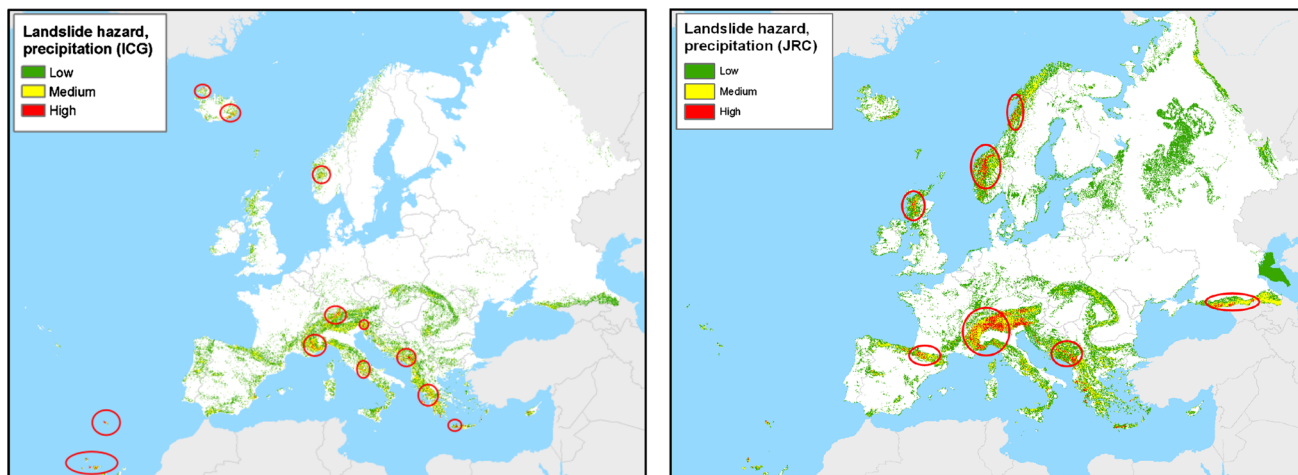 Landslide hazard,
precipitation (ICG)
Low
Medium
High
Landslide hazard,
precipitation (JRC)
Low
Medium
High